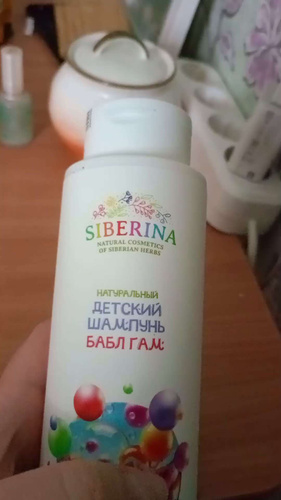 SIBERINA
NATURAL COSMETICS
OF SIBERIAN HERBS
НАТУРАЛЬНЫЙ
ДЕТСКИЙ
ШАМПУНЬ
БАБЛ ГАМ